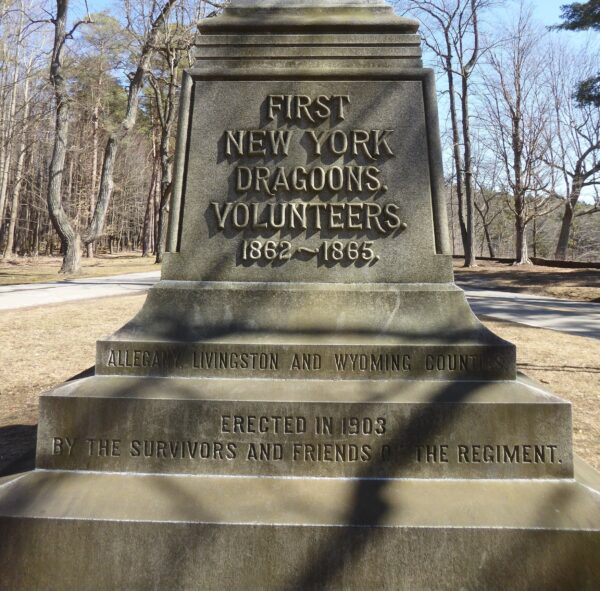 FIRST
NEW YORK
DRAGOONS.
VOLUNTEERS.
1862~1865.
ALLEGANY, LIVINGSTON AND WYOMING COUNTIES.
ERECTED IN 1903
BY THE SURVIVORS AND FRIENDS OF THE REGIMENT.